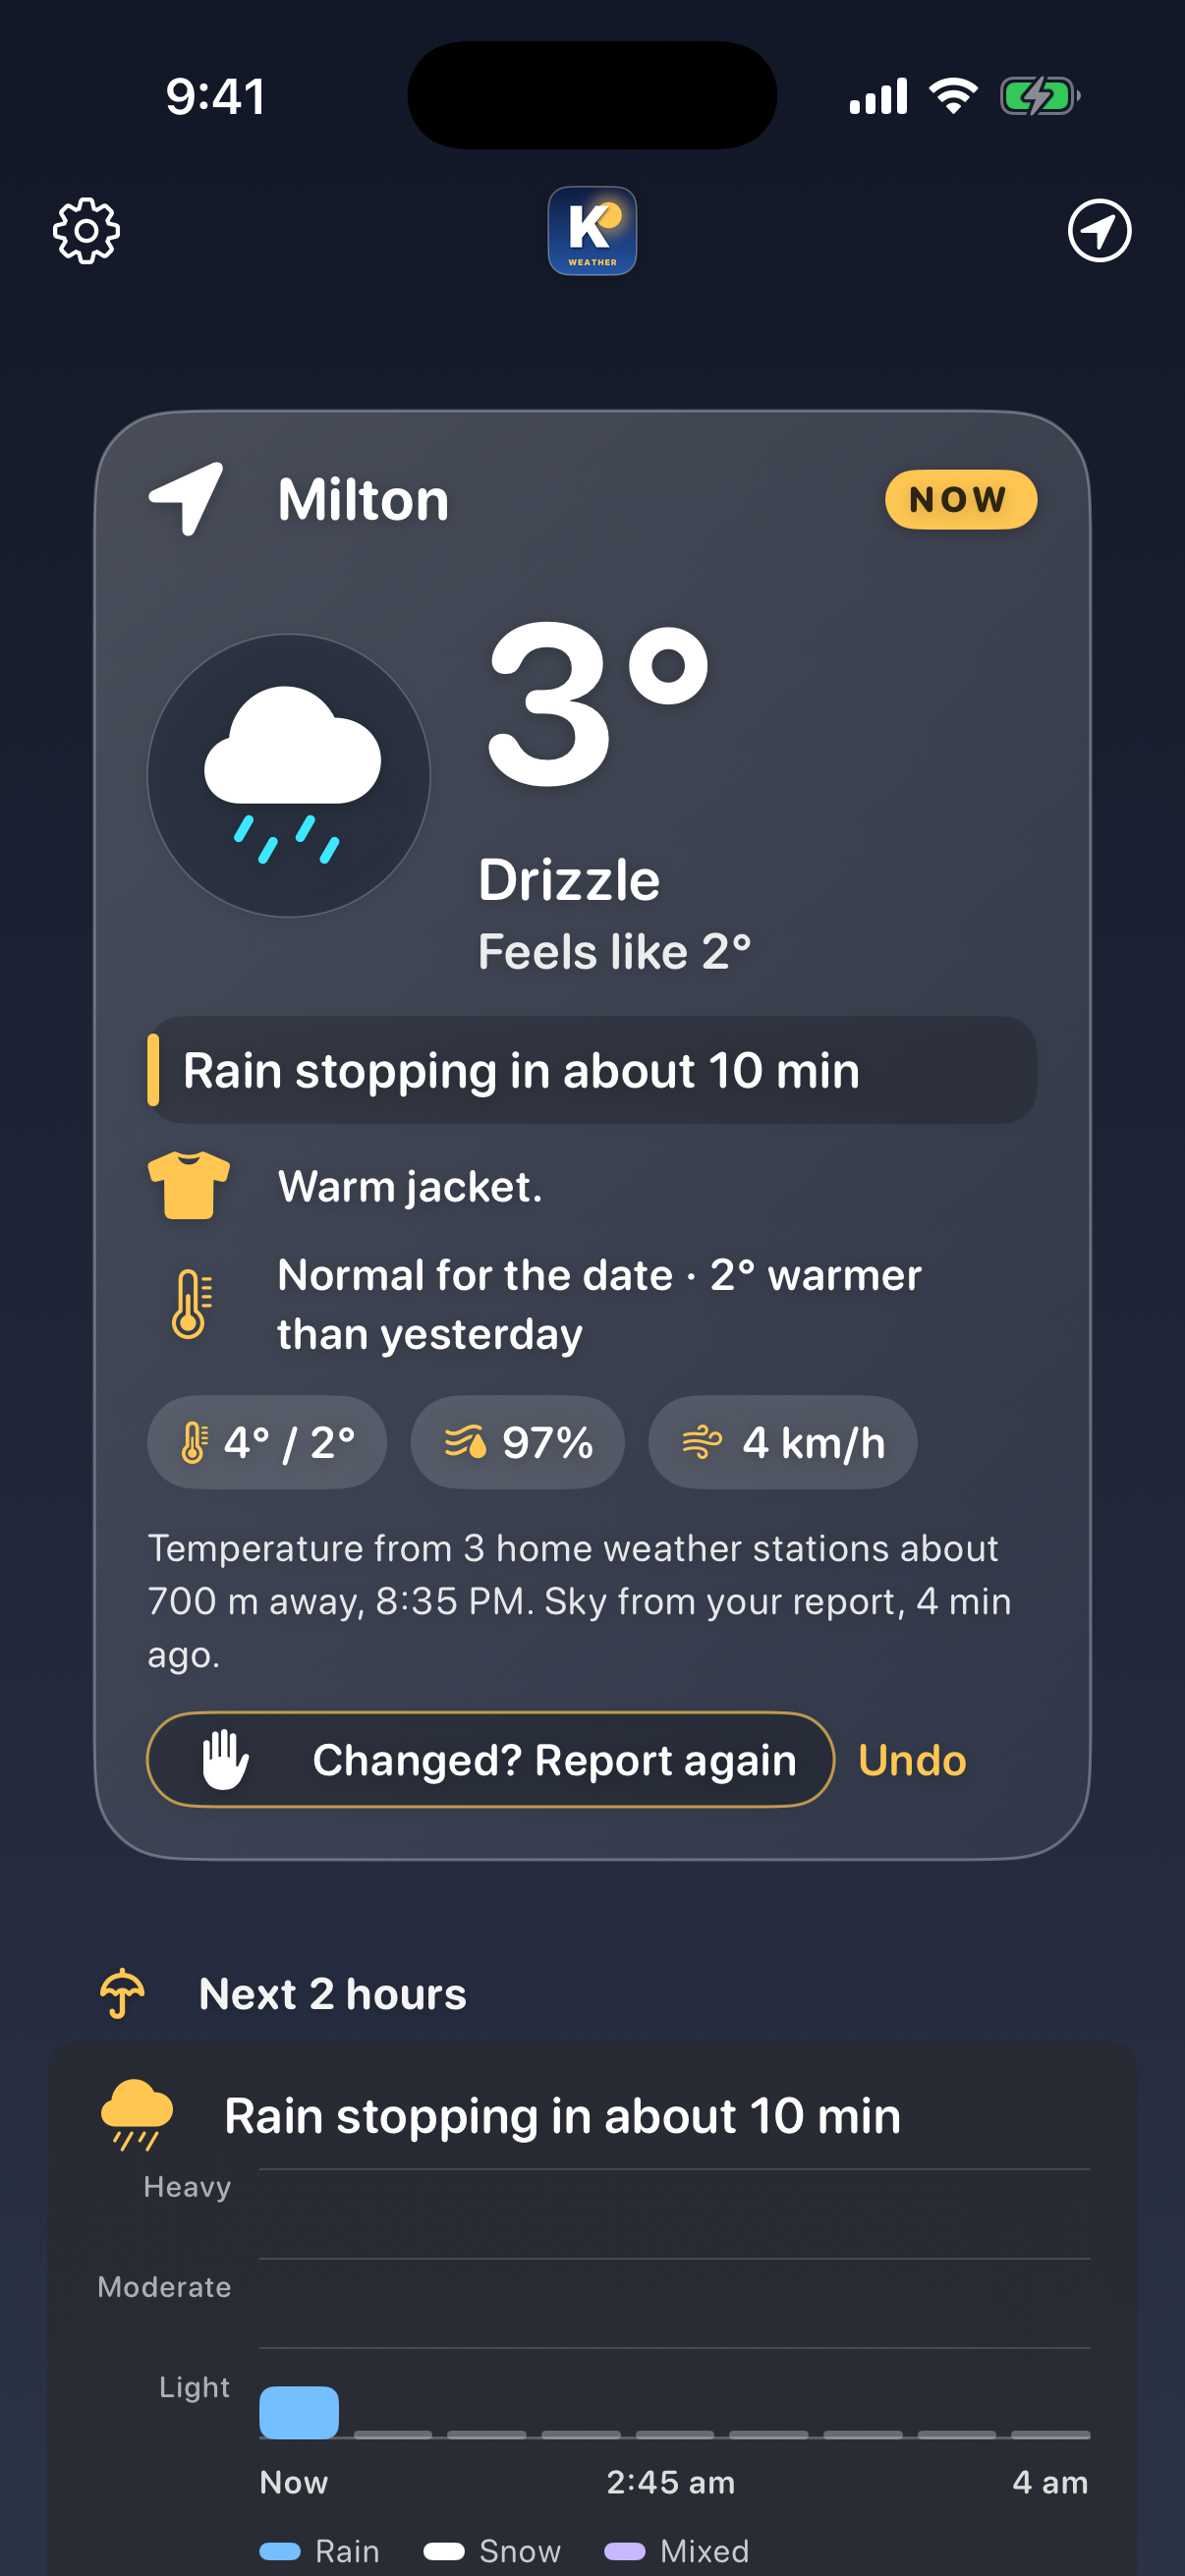 9:41
K
WEATHER
Milton
NOW
3°
Drizzle
Feels like 2°
Rain stopping in about 10 min
Warm jacket.
Normal for the date · 2° warmer
than yesterday
4° / 2°
97%
4 km/h
Temperature from 3 home weather stations about
700 m away, 8:35 PM. Sky from your report, 4 min
ago.
Changed? Report again
Undo
Next 2 hours
Rain stopping in about 10 min
Heavy
Moderate
Light
Now
2:45 am
4 am
Rain
Snow
Mixed